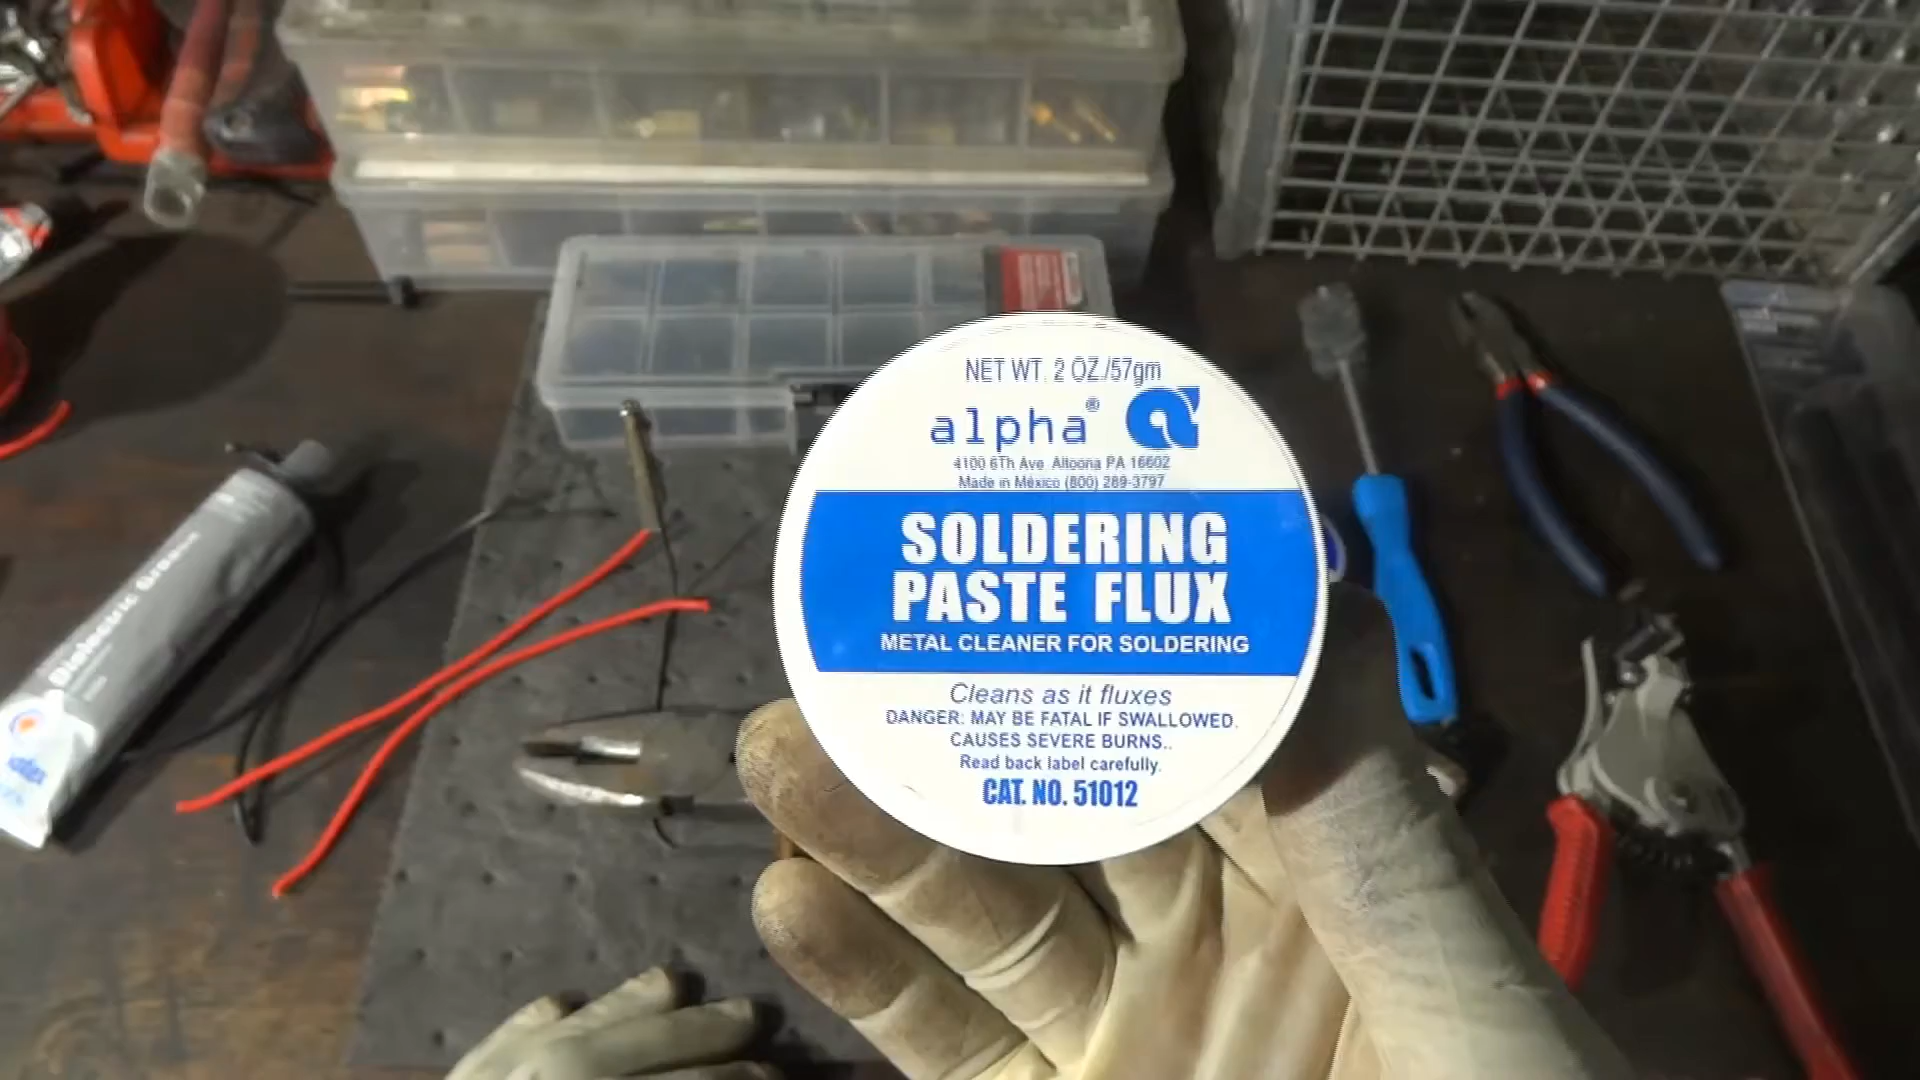 NET WT. 2 OZ./57gm
alpha®
4100 6Th Ave Altoona PA 16602
Made in México (800) 289-3797
SOLDERING
PASTE FLUX
METAL CLEANER FOR SOLDERING
Cleans as it fluxes
DANGER: MAY BE FATAL IF SWALLOWED.
CAUSES SEVERE BURNS..
Read back label carefully.
CAT. NO. 51012
Dielectric Grease